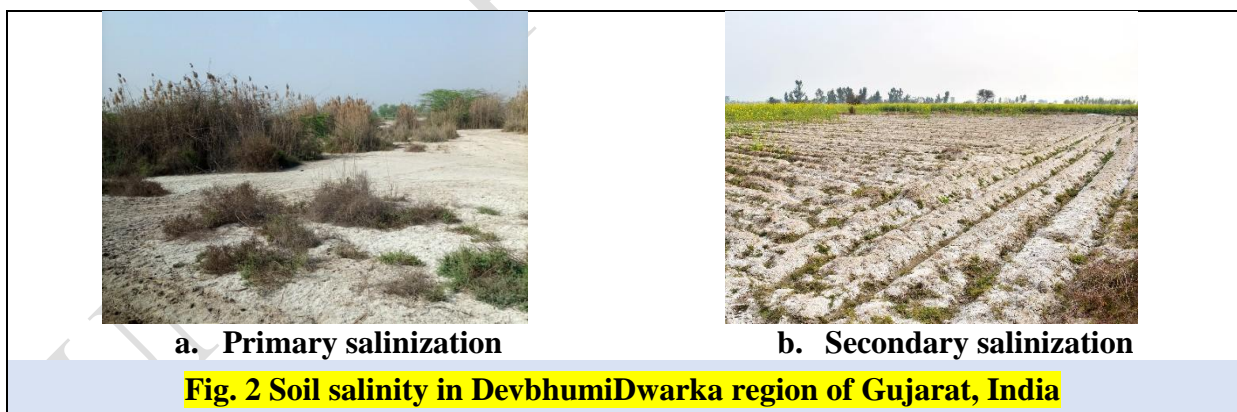 a. Primary salinization
b. Secondary salinization
Fig. 2 Soil salinity in DevbhumiDwarka region of Gujarat, India